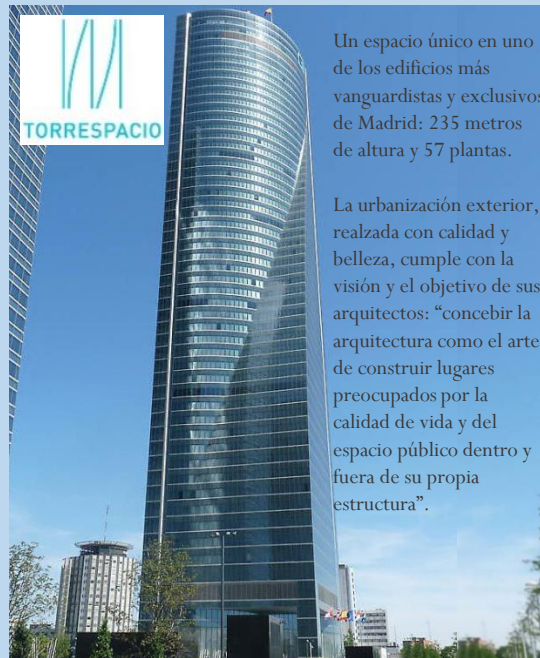 TORRESPACIO
Un espacio único en uno
de los edificios más
vanguardistas y exclusivos
de Madrid: 235 metros
de altura y 57 plantas.
La urbanización exterior,
realzada con calidad y
belleza, cumple con la
visión y el objetivo de sus
arquitectos: “concebir la
arquitectura como el arte
de construir lugares
preocupados por la
calidad de vida y del
espacio público dentro y
fuera de su propia
estructura”.